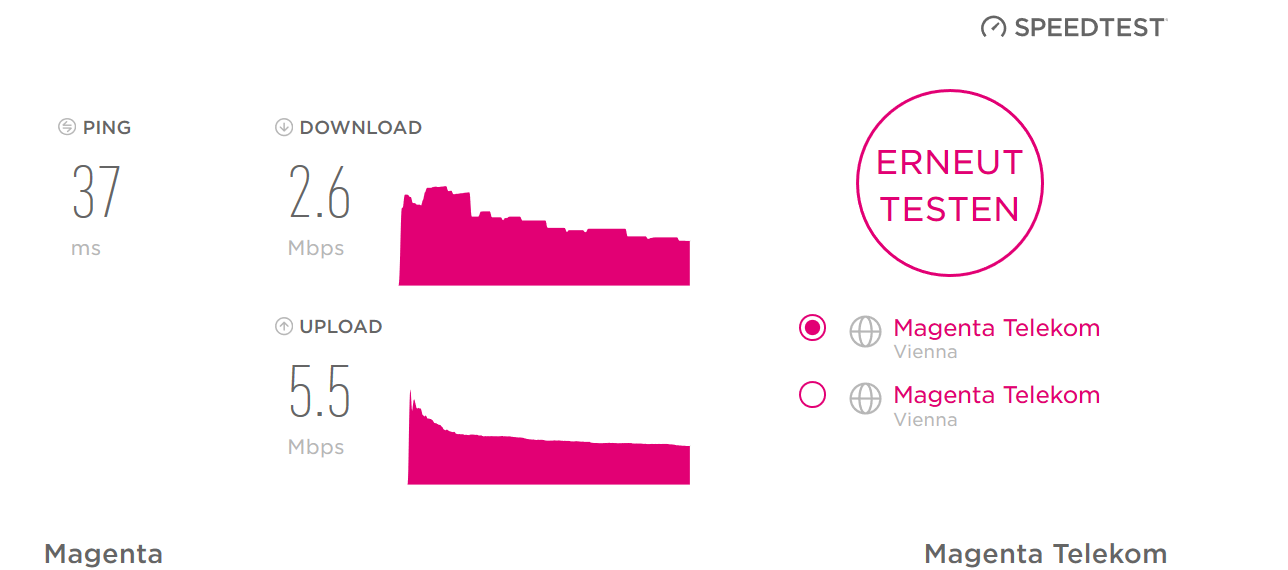 SPEEDTEST
PING
37
ms
DOWNLOAD
2.6
Mbps
UPLOAD
5.5
Mbps
ERNEUT
TESTEN
Magenta Telekom
Vienna
Magenta Telekom
Vienna
Magenta
Magenta Telekom